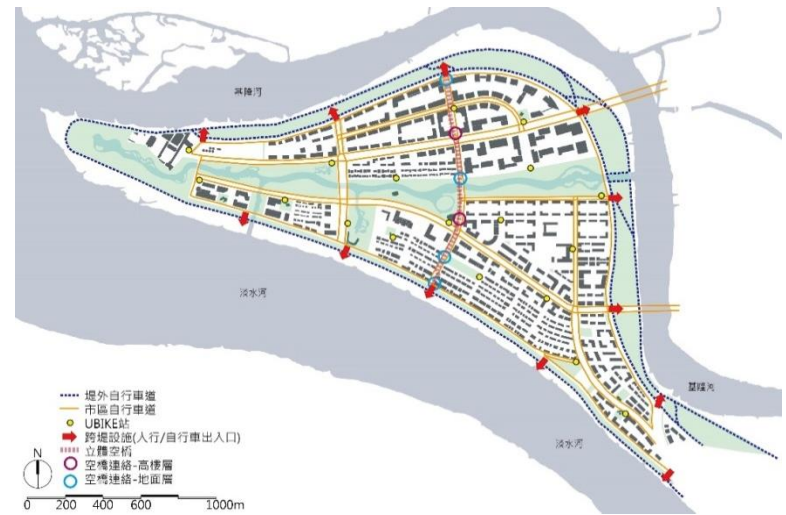 基隆河
淡水河
基隆河
淡水河
堤外自行車道
市區自行車道
UBIKE站
跨堤設施(人行/自行車出入口)
立體空橋
空橋連絡-高樓層
空橋連絡-地面層
N
0 200 400 600 1000m